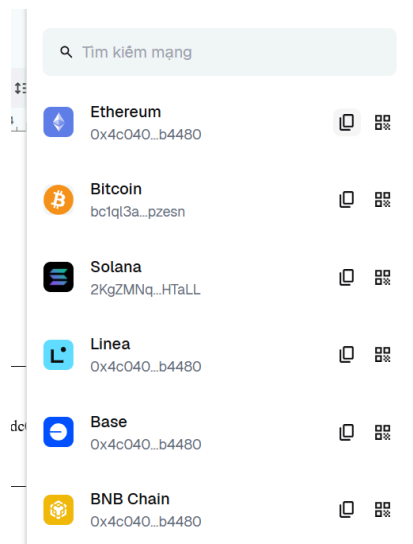 Tìm kiếm mạng
Ethereum
0x4c040...b4480
Bitcoin
bc1ql3a...pzesn
Solana
2KgZMNq...HTaLL
Linea
0x4c040...b4480
dc
Base
0x4c040...b4480
BNB Chain
0x4c040...b4480